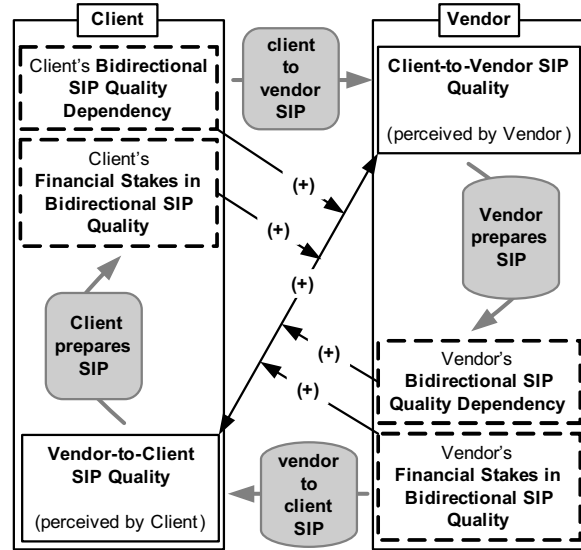 Client
Client's Bidirectional
SIP Quality
Dependency
Client's
Financial Stakes in
Bidirectional SIP
Quality
Client
prepares
SIP
Vendor-to-Client
SIP Quality
(perceived by Client)
client
to
vendor
SIP
(+)
(+)
(+)
(+)
(+)
vendor
to
client
SIP
Vendor
Client-to-Vendor SIP
Quality
(perceived by Vendor)
Vendor
prepares
SIP
Vendor's
Bidirectional SIP
Quality Dependency
Vendor's
Financial Stakes in
Bidirectional SIP
Quality